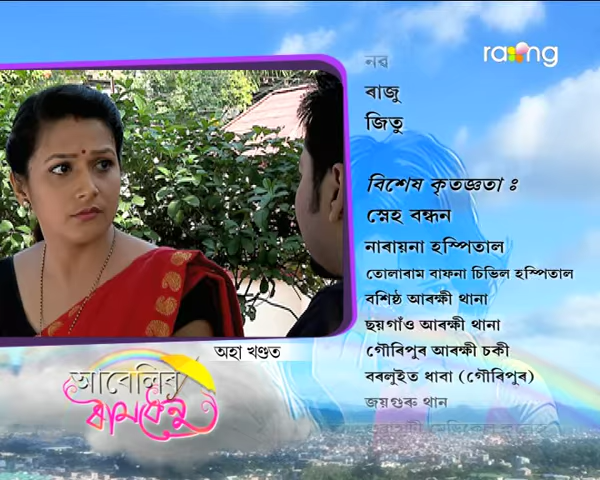 rang
নৱ
ৰাজু
জিতু
বিশেষ কৃতজ্ঞতা ঃ
স্নেহ বন্ধন
নাৰায়না হস্পিতাল
তোলাৰাম বাফনা চিভিল হস্পিতাল
বশিষ্ঠ আৰক্ষী থানা
ছয়গাঁও আৰক্ষী থানা
গৌৰিপুৰ আৰক্ষী চকী
বৰলুইত ধাবা (গৌৰিপুৰ)
জয়গুৰু থান
অহা খণ্ডত
আবেলিৰ
ৰামধেনু